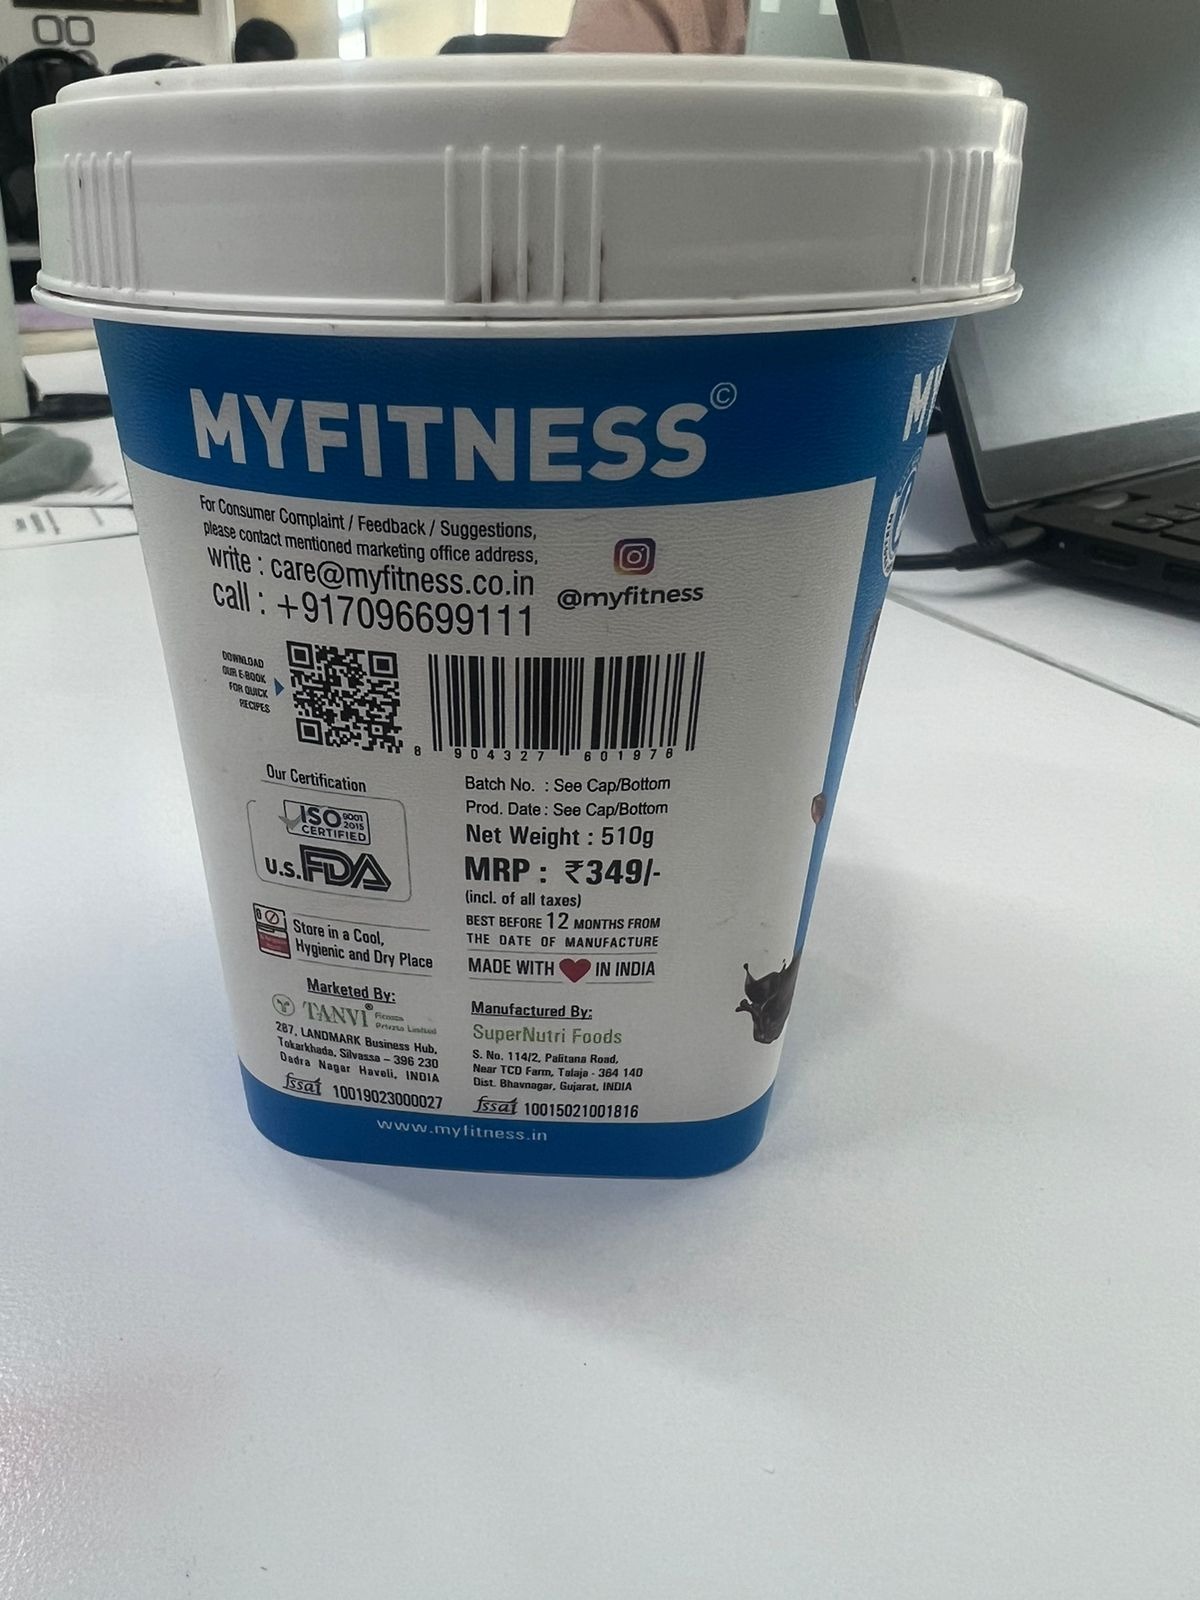 MYFITNESS©
For Consumer Complaint / Feedback / Suggestions,
please contact mentioned marketing office address,
write : care@myfitness.co.in
call : +917096699111
@myfitness
DOWNLOAD
OUR E-BOOK
FOR QUICK
RECIPES
8 904327 601978
Our Certification
ISO 9001 2015
CERTIFIED
U.S. FDA
Store in a Cool,
Hygienic and Dry Place
Marketed By:
TANVI® Fitness
Private Limited
287, LANDMARK Business Hub,
Tokarkhada, Silvassa – 396 230
Dadra Nagar Haveli, INDIA
fssai 10019023000027
Batch No. : See Cap/Bottom
Prod. Date : See Cap/Bottom
Net Weight : 510g
MRP : ₹349/-
(incl. of all taxes)
BEST BEFORE 12 MONTHS FROM
THE DATE OF MANUFACTURE
MADE WITH ❤ IN INDIA
Manufactured By:
SuperNutri Foods
S. No. 114/2, Palitana Road,
Near TCD Farm, Talaja - 364 140
Dist. Bhavnagar, Gujarat, INDIA
fssai 10015021001816
www.myfitness.in
MY